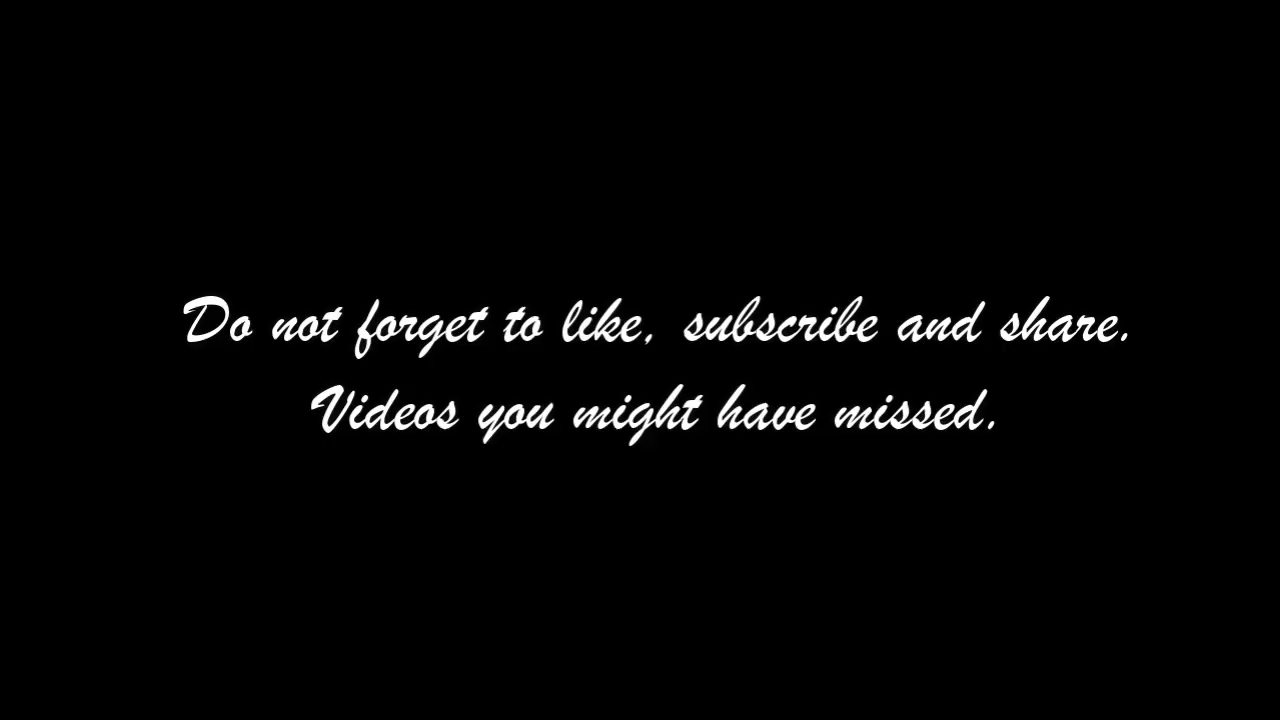 Do not forget to like, subscribe and share.
Videos you might have missed.